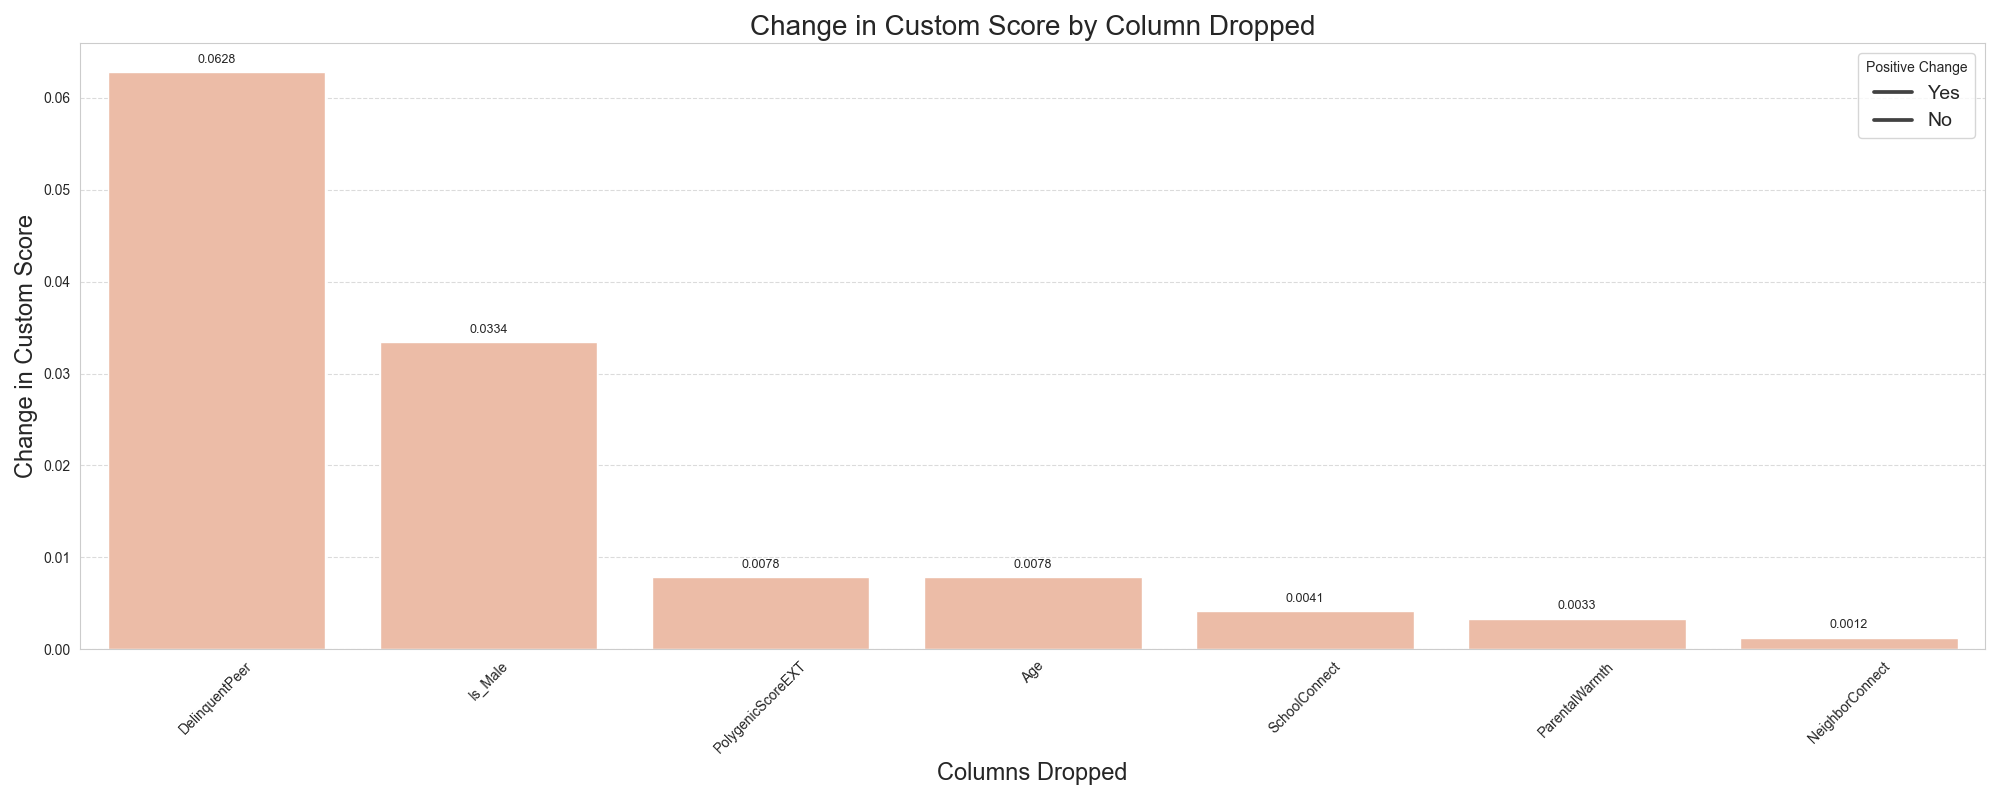 Change in Custom Score by Column Dropped
Positive Change
Yes
No
Change in Custom Score
0.06
0.05
0.04
0.03
0.02
0.01
0.00
0.0628
0.0334
0.0078
0.0078
0.0041
0.0033
0.0012
DelinquentPeer
Is_Male
PolygenicScoreEXT
Age
SchoolConnect
ParentalWarmth
NeighborConnect
Columns Dropped